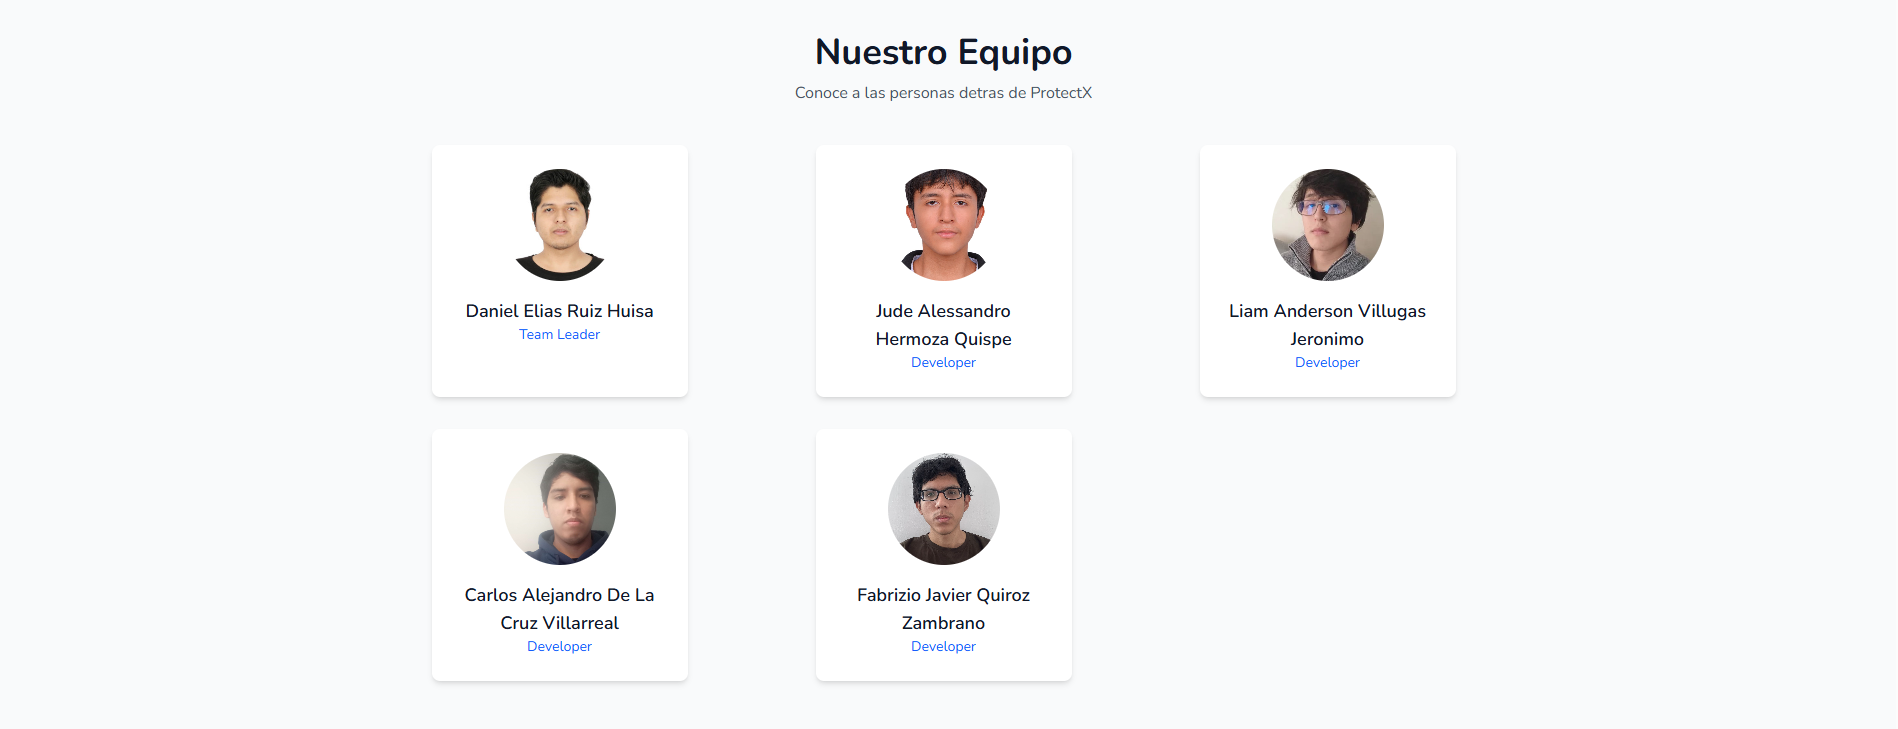 Nuestro Equipo
Conoce a las personas detras de ProtectX
Daniel Elias Ruiz Huisa
Team Leader
Jude Alessandro
Hermoza Quispe
Developer
Liam Anderson Villugas
Jeronimo
Developer
Carlos Alejandro De La
Cruz Villarreal
Developer
Fabrizio Javier Quiroz
Zambrano
Developer